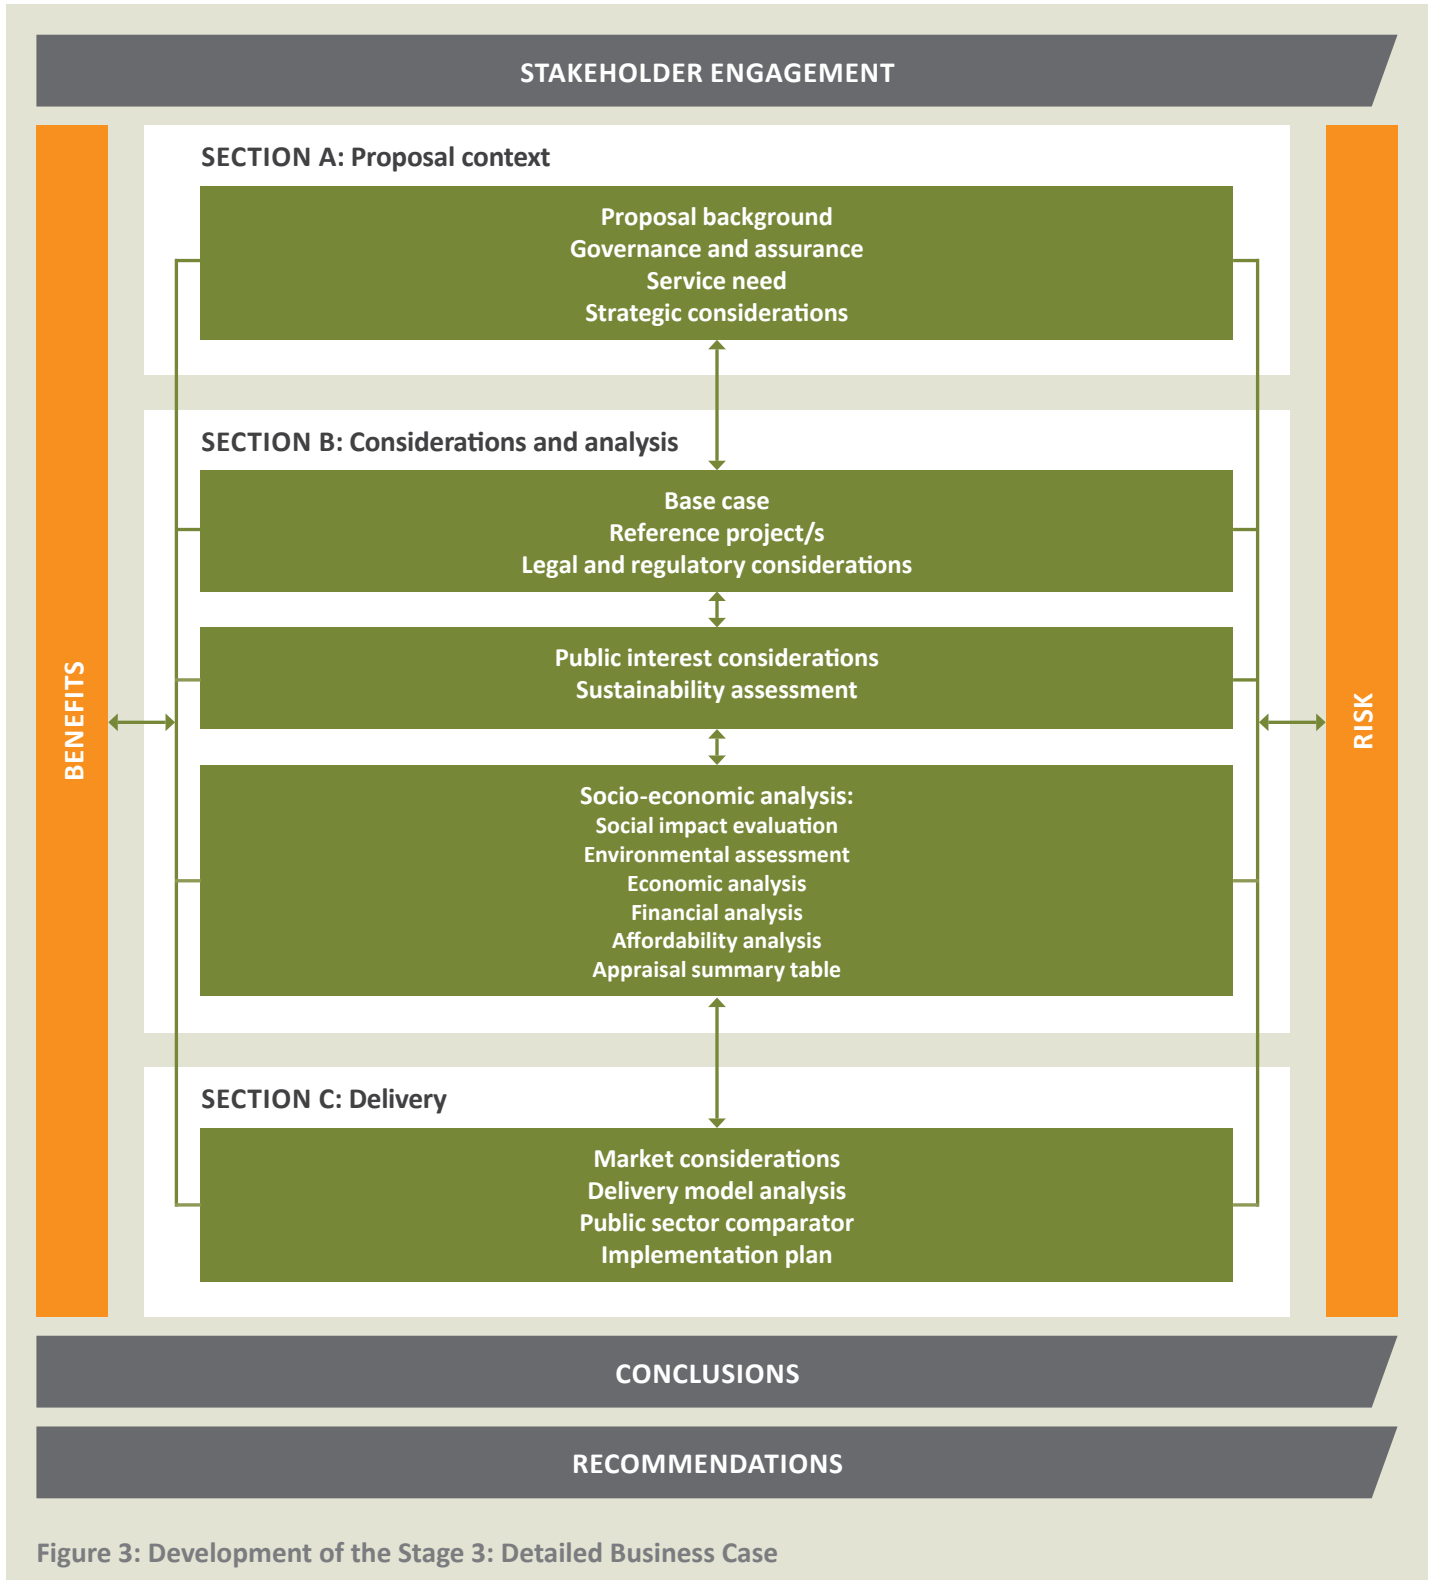 STAKEHOLDER ENGAGEMENT
SECTION A: Proposal context
Proposal background
Governance and assurance
Service need
Strategic considerations
SECTION B: Considerations and analysis
Base case
Reference project/s
Legal and regulatory considerations
Public interest considerations
Sustainability assessment
Socio-economic analysis:
Social impact evaluation
Environmental assessment
Economic analysis
Financial analysis
Affordability analysis
Appraisal summary table
SECTION C: Delivery
Market considerations
Delivery model analysis
Public sector comparator
Implementation plan
BENEFITS
RISK
CONCLUSIONS
RECOMMENDATIONS
Figure 3: Development of the Stage 3: Detailed Business Case